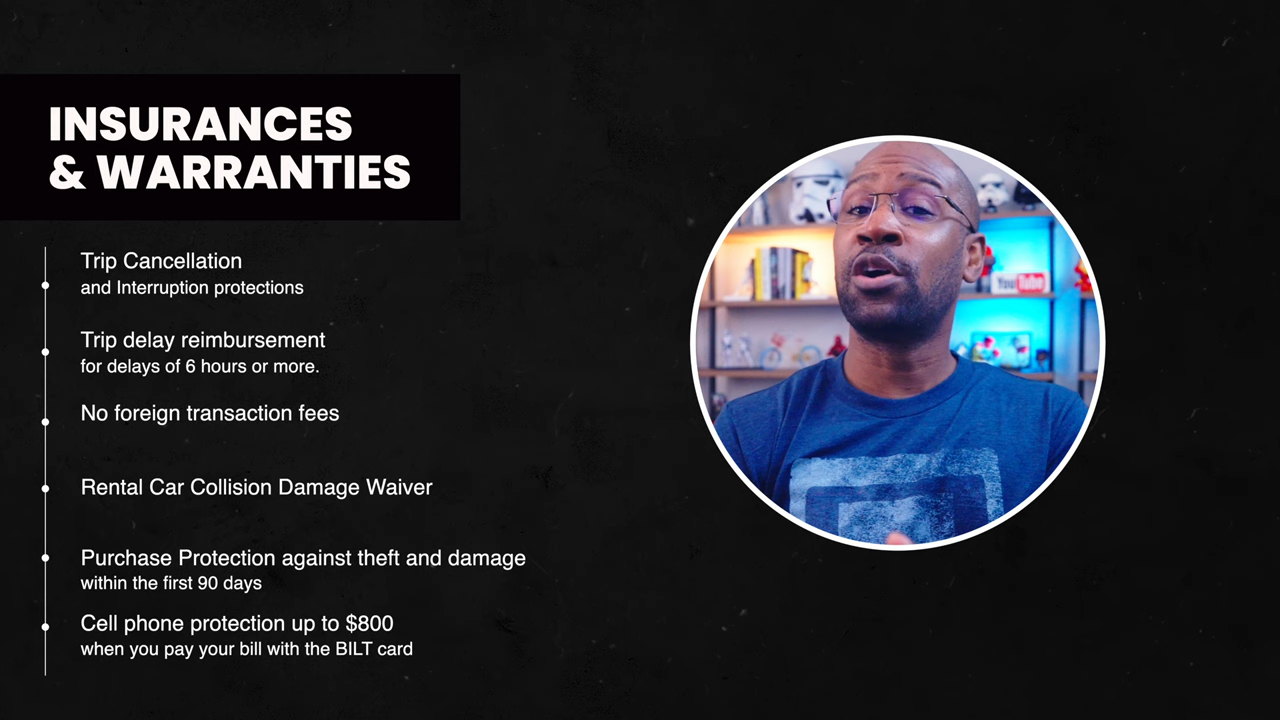 INSURANCES
& WARRANTIES
Trip Cancellation
and Interruption protections
Trip delay reimbursement
for delays of 6 hours or more.
No foreign transaction fees
Rental Car Collision Damage Waiver
Purchase Protection against theft and damage
within the first 90 days
Cell phone protection up to $800
when you pay your bill with the BILT card
YouTube